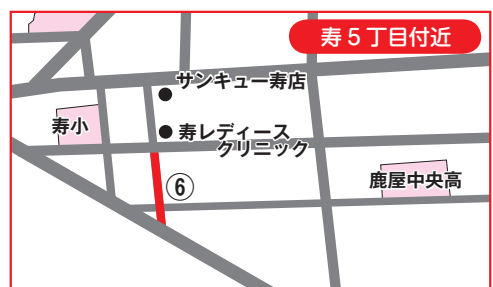 寿5丁目付近
サンキュー寿店
寿小
寿レディース
クリニック
⑥
鹿屋中央高